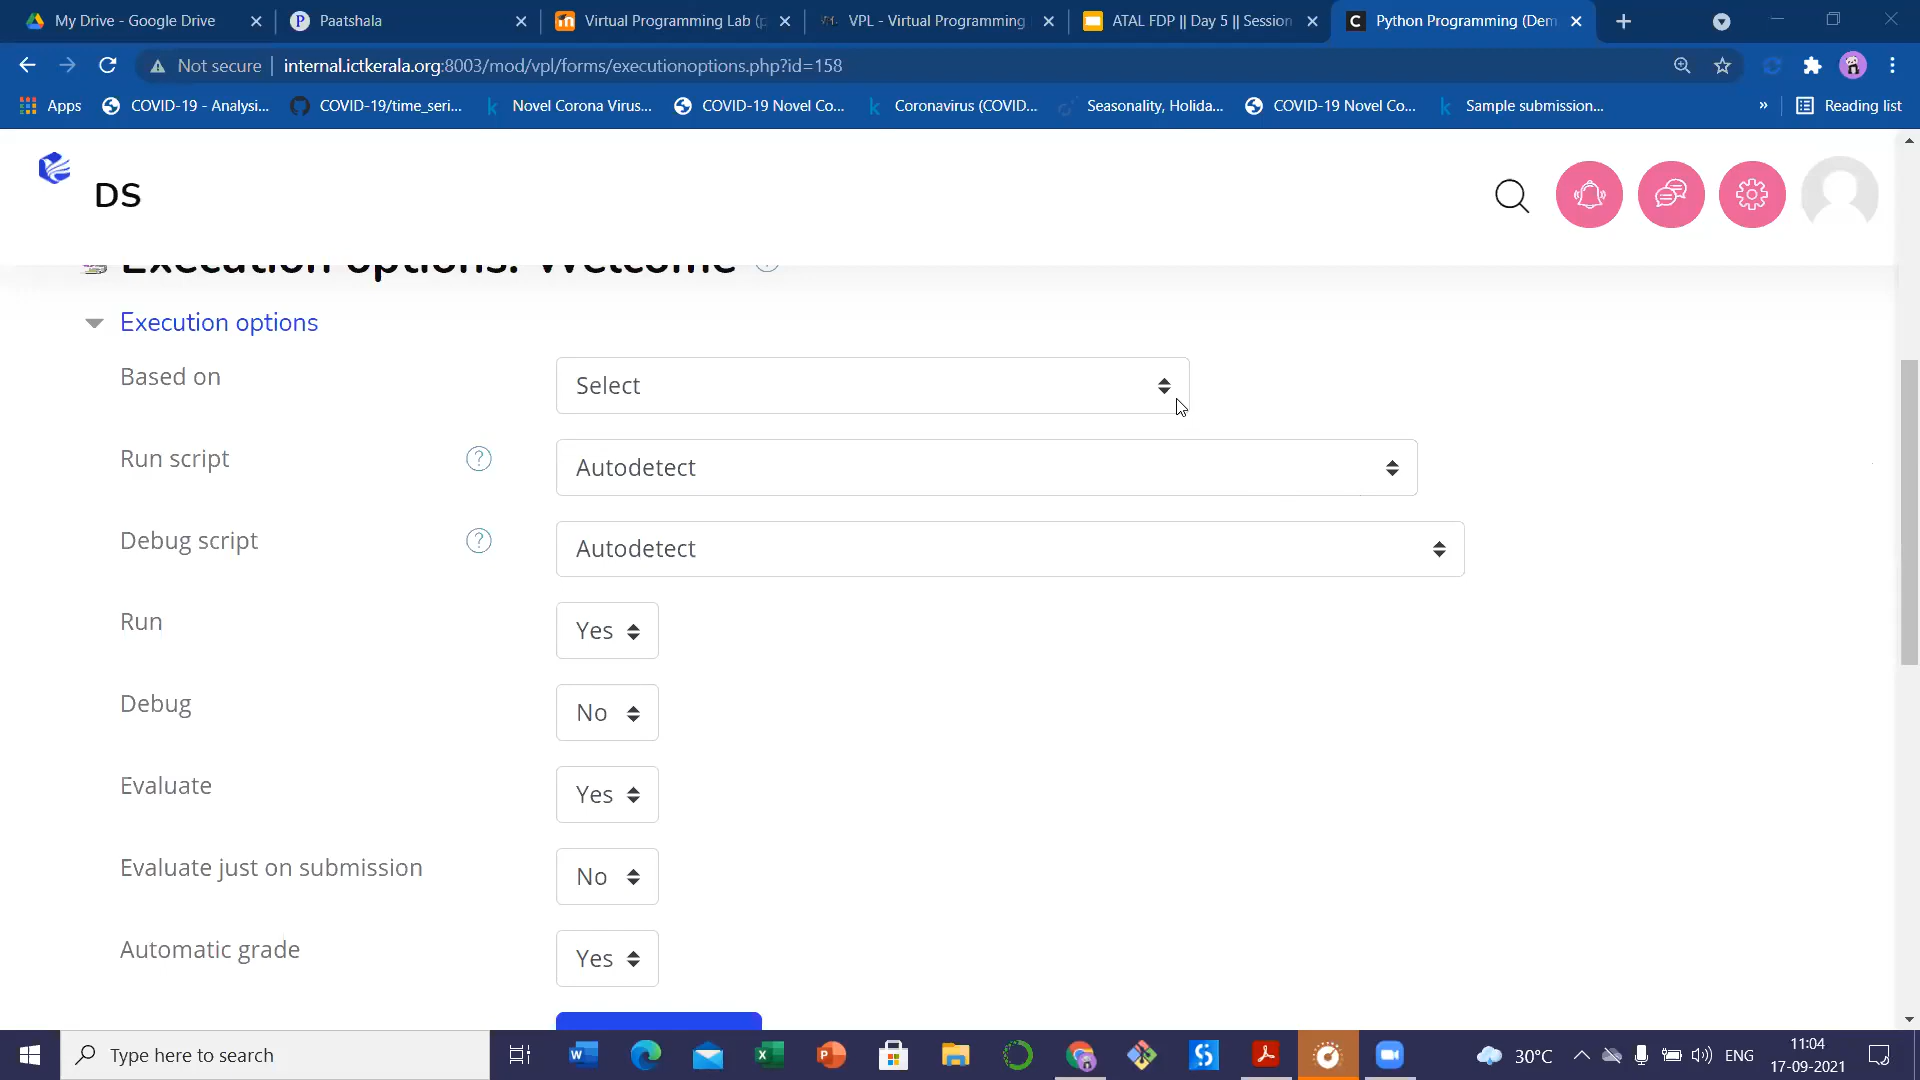 My Drive - Google Drive
Paatshala
Virtual Programming Lab (p
VPL - Virtual Programming
ATAL FDP || Day 5 || Session
Python Programming (Dem
Not secure
internal.ictkerala.org:8003/mod/vpl/forms/executionoptions.php?id=158
Apps
COVID-19 - Analysi...
COVID-19/time_seri...
Novel Corona Virus...
COVID-19 Novel Co...
Coronavirus (COVID...
Seasonality, Holida...
COVID-19 Novel Co...
Sample submission...
»
Reading list
DS
Execution options: Welcome
Execution options
Based on
Select
Run script
?
Autodetect
Debug script
?
Autodetect
Run
Yes
Debug
No
Evaluate
Yes
Evaluate just on submission
No
Automatic grade
Yes
Type here to search
30°C
ENG
11:04
17-09-2021